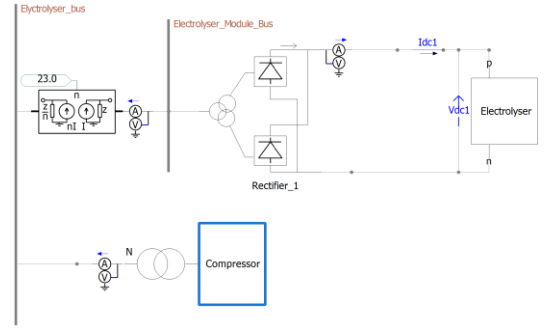 Elyctrolyser_bus
Electrolyser_Module_Bus
23.0
n
z
n
nI
I
z
A
V
A
V
Idc1
p
Vdc1
Electrolyser
n
Rectifier_1
N
A
V
Compressor